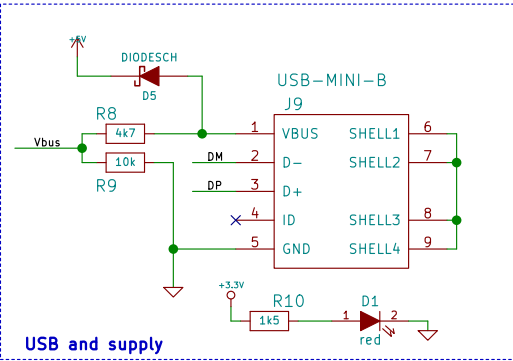 +5V
DIODESCH
D5
USB-MINI-B
J9
R8
4k7
Vbus
10k
R9
DM
DP
1 VBUS SHELL1 6
2 D- SHELL2 7
3 D+
4 ID SHELL3 8
5 GND SHELL4 9
+3.3V
R10
1k5
D1
1 2
red
USB and supply